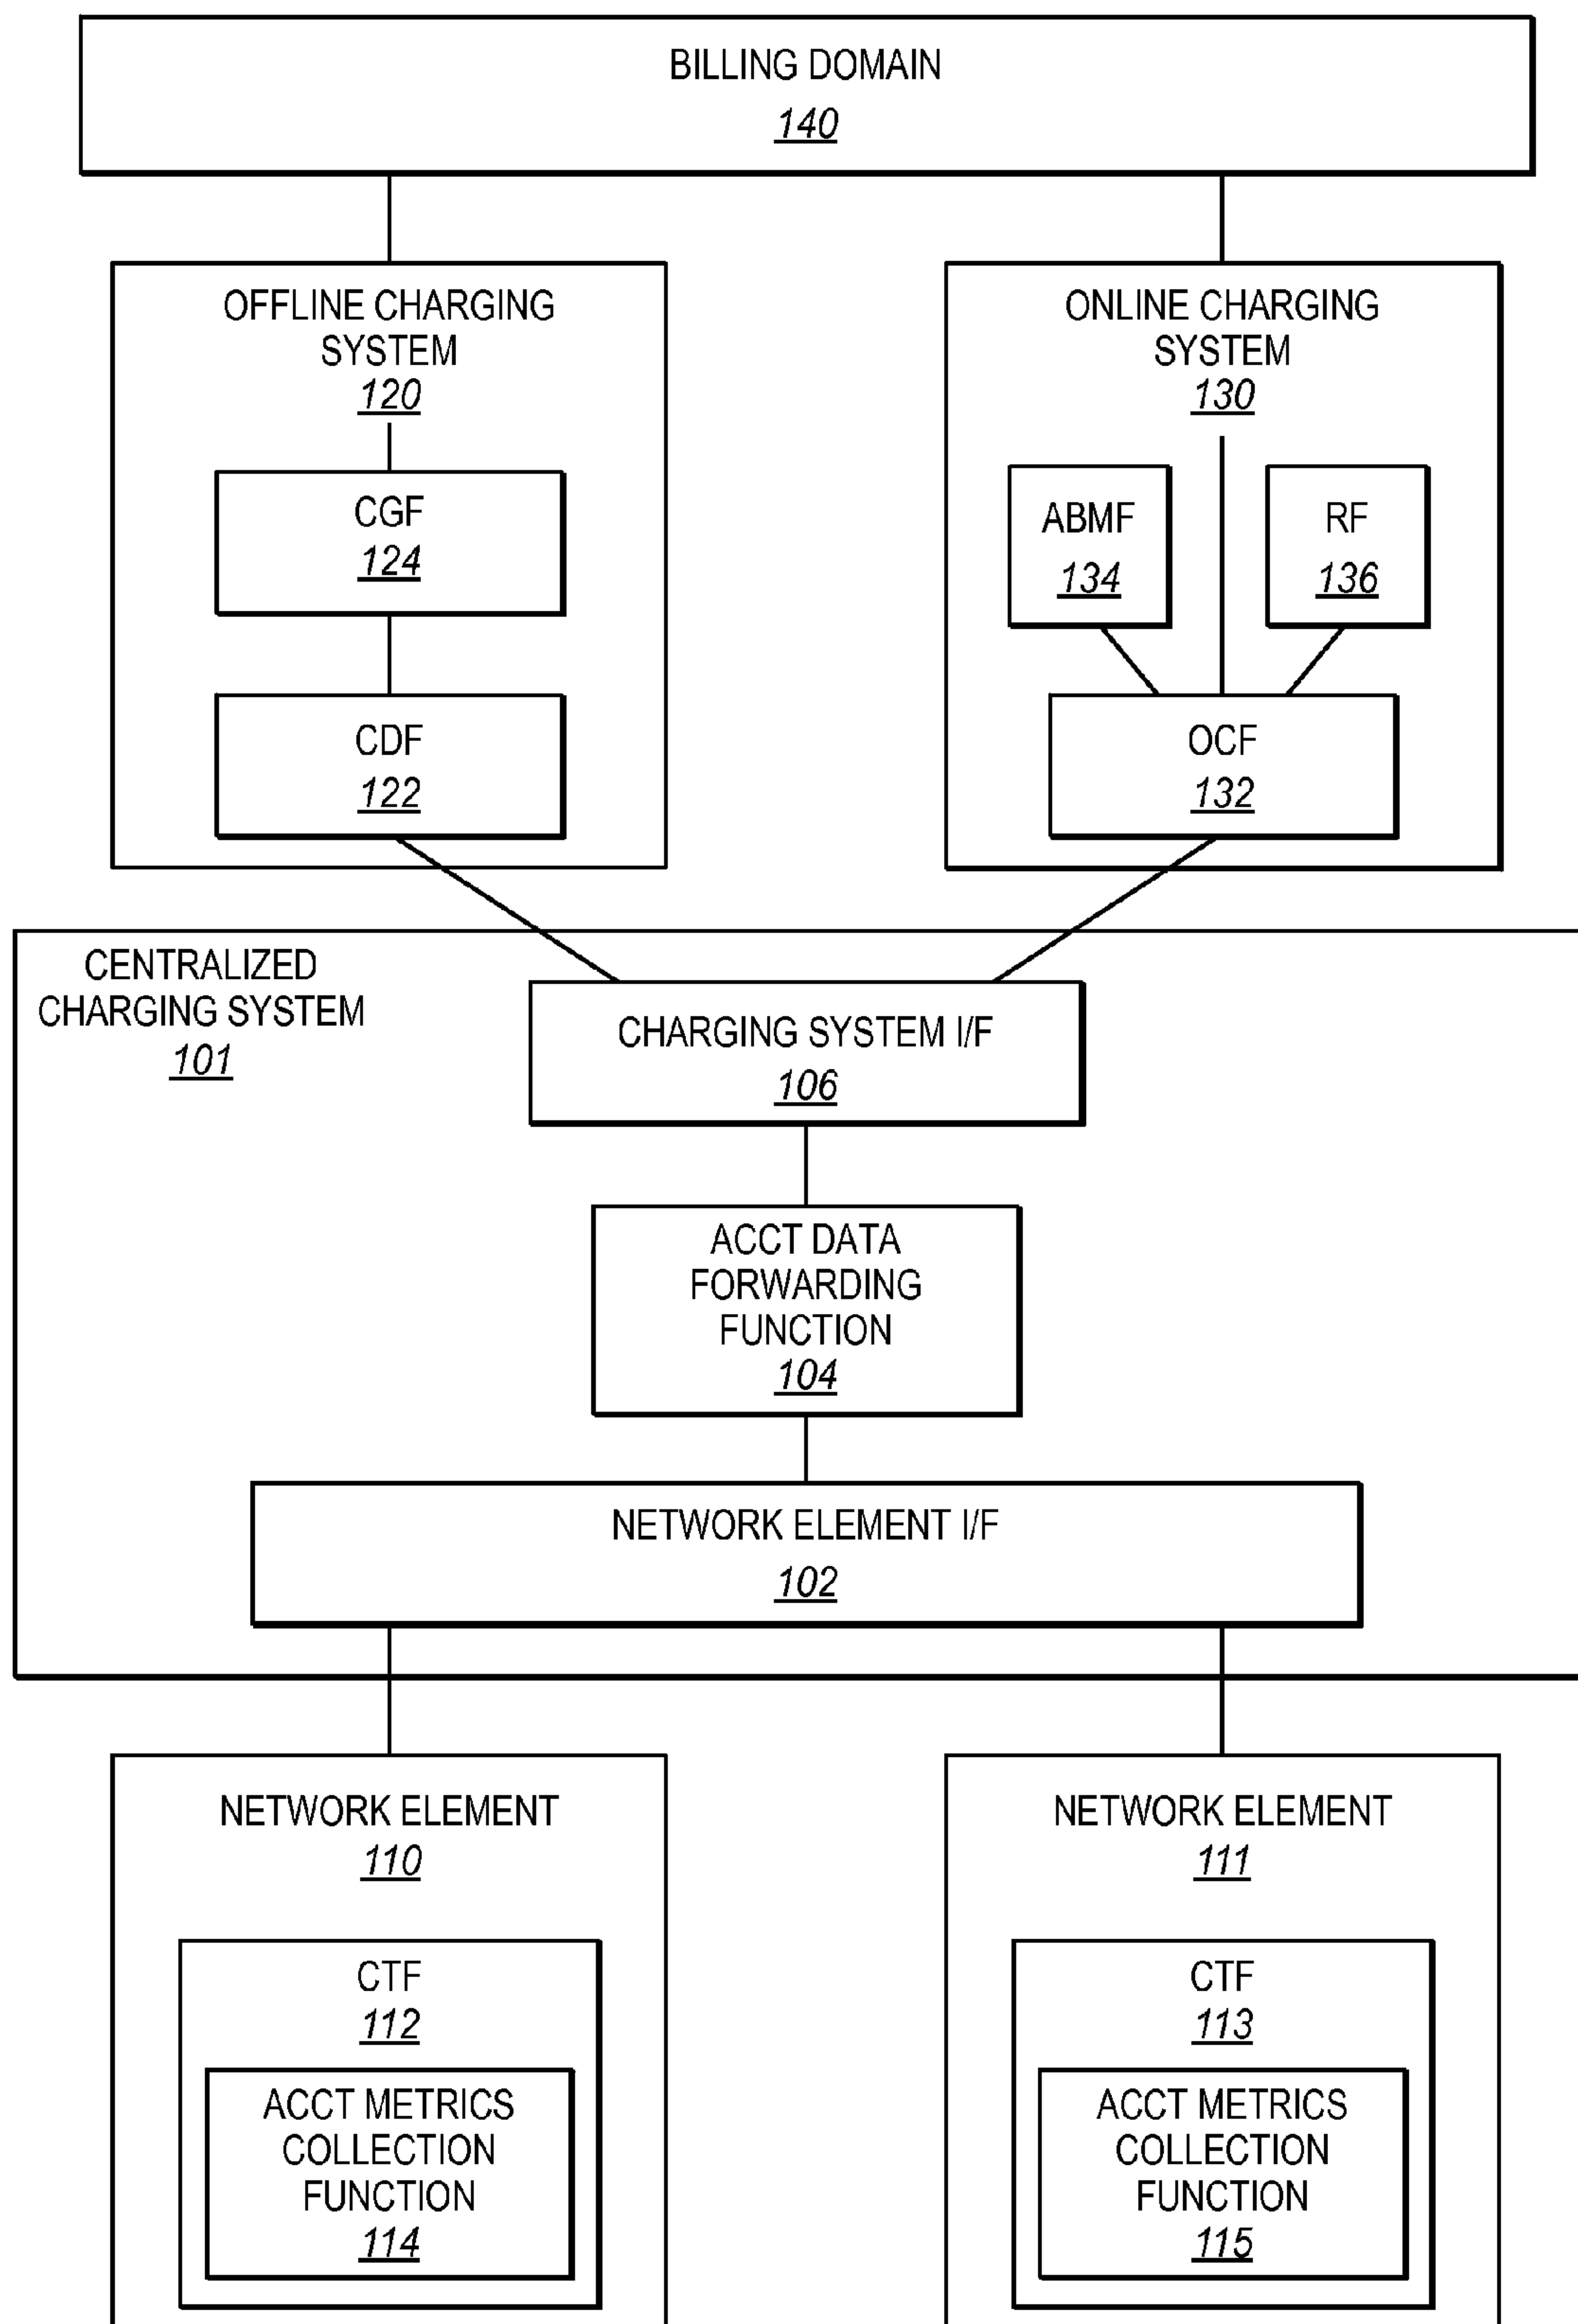 BILLING DOMAIN
140
OFFLINE CHARGING
SYSTEM
120
CGF
124
CDF
122
ONLINE CHARGING
SYSTEM
130
ABMF
134
RF
136
OCF
132
CENTRALIZED
CHARGING SYSTEM
101
CHARGING SYSTEM I/F
106
ACCT DATA
FORWARDING
FUNCTION
104
NETWORK ELEMENT I/F
102
NETWORK ELEMENT
110
CTF
112
ACCT METRICS
COLLECTION
FUNCTION
114
NETWORK ELEMENT
111
CTF
113
ACCT METRICS
COLLECTION
FUNCTION
115